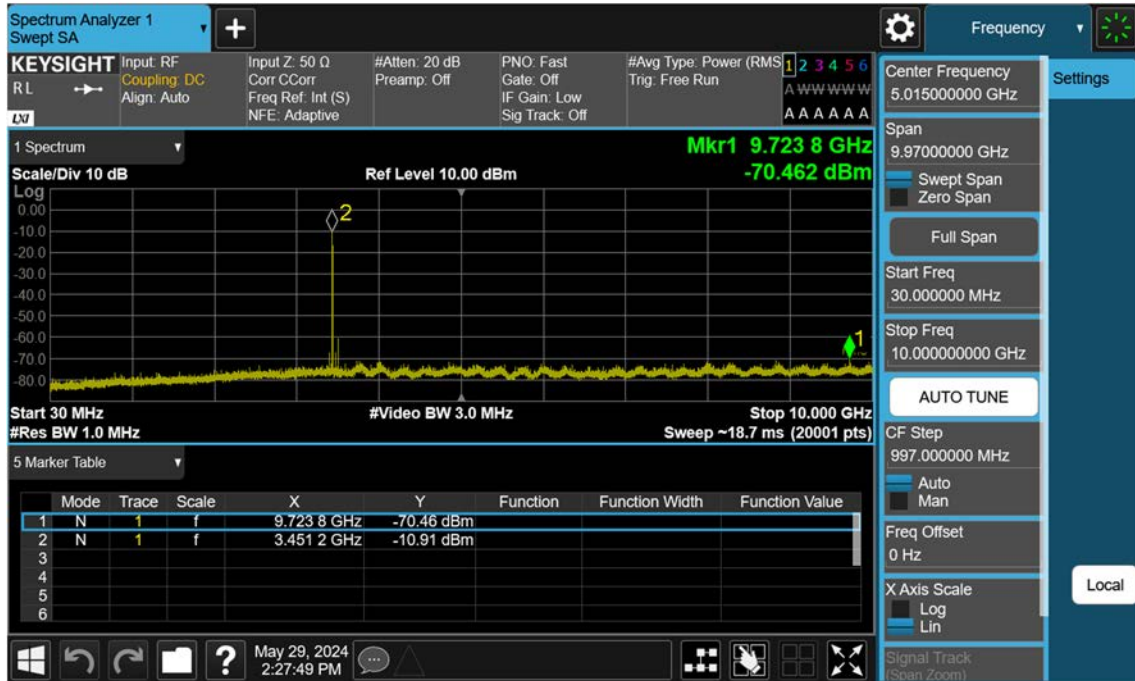 Spectrum Analyzer 1
Swept SA
Frequency
KEYSIGHT
R L
LXI
Input: RF
Coupling: DC
Align: Auto
Input Z: 50 Ω
Corr CCorr
Freq Ref: Int (S)
NFE: Adaptive
#Atten: 20 dB
Preamp: Off
PNO: Fast
Gate: Off
IF Gain: Low
Sig Track: Off
#Avg Type: Power (RMS
Trig: Free Run
1 2 3 4 5 6
A W W W W W
A A A A A A
1 Spectrum
Scale/Div 10 dB
Ref Level 10.00 dBm
Mkr1 9.723 8 GHz
-70.462 dBm
Log
0.00
-10.0
-20.0
-30.0
-40.0
-50.0
-60.0
-70.0
-80.0
2
1
Start 30 MHz
#Video BW 3.0 MHz
Stop 10.000 GHz
#Res BW 1.0 MHz
Sweep ~18.7 ms (20001 pts)
5 Marker Table
Mode Trace Scale X Y Function Function Width Function Value
1 N 1 f 9.723 8 GHz -70.46 dBm
2 N 1 f 3.451 2 GHz -10.91 dBm
3
4
5
6
May 29, 2024
2:27:49 PM
?
Center Frequency
5.015000000 GHz
Settings
Span
9.97000000 GHz
Swept Span
Zero Span
Full Span
Start Freq
30.000000 MHz
Stop Freq
10.000000000 GHz
AUTO TUNE
CF Step
997.000000 MHz
Auto
Man
Freq Offset
0 Hz
X Axis Scale
Log
Lin
Local
Signal Track
(Span Zoom)